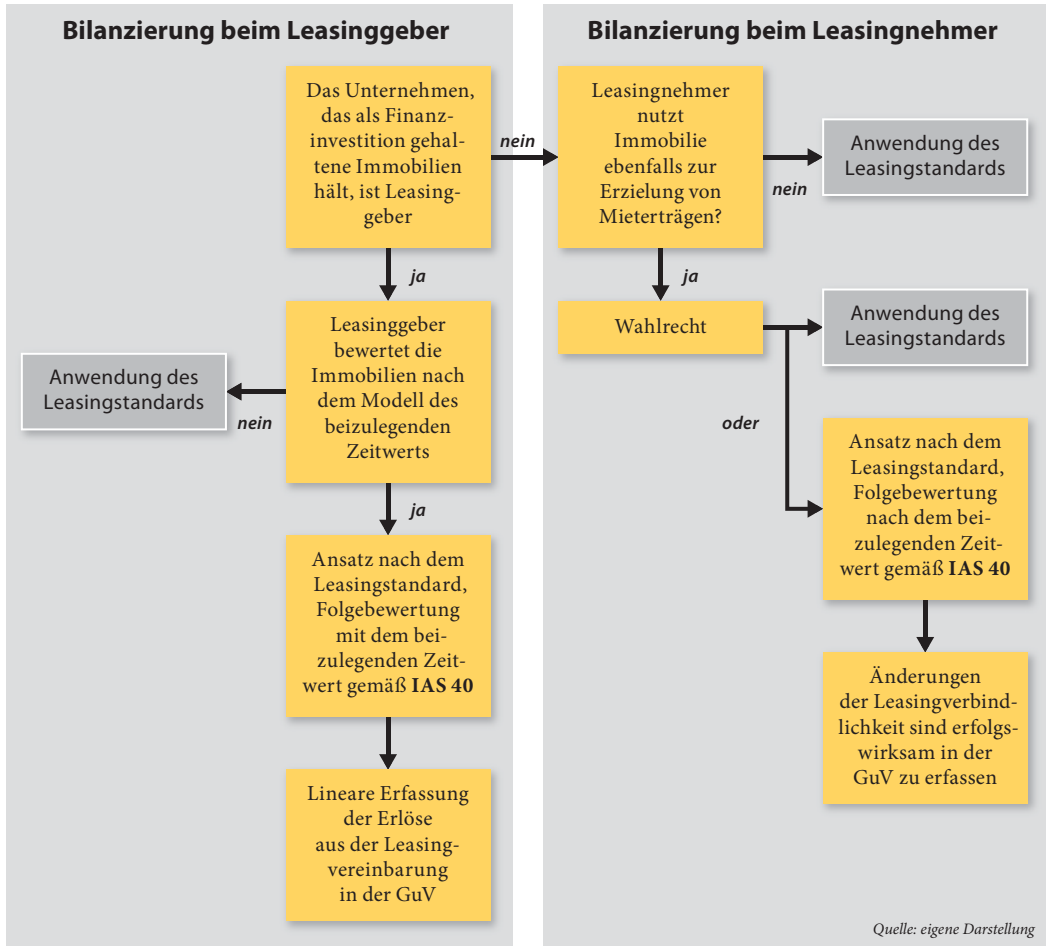 Bilanzierung beim Leasinggeber
Das Unternehmen,
das als Finanz-
investition gehal-
tene Immobilien
hält, ist Leasing-
geber
nein
ja
Leasinggeber
bewertet die
Immobilien nach
dem Modell des
beizulegenden
Zeitwerts
Anwendung des
Leasingstandards
nein
ja
Ansatz nach dem
Leasingstandard,
Folgebewertung
mit dem bei-
zulegenden Zeit-
wert gemäß IAS 40
Lineare Erfassung
der Erlöse
aus der Leasing-
vereinbarung
in der GuV
Bilanzierung beim Leasingnehmer
Leasingnehmer
nutzt
Immobilie
ebenfalls zur
Erzielung von
Mieterträgen?
nein
Anwendung des
Leasingstandards
ja
Wahlrecht
Anwendung des
Leasingstandards
oder
Ansatz nach dem
Leasingstandard,
Folgebewertung
nach dem bei-
zulegenden Zeit-
wert gemäß IAS 40
Änderungen
der Leasingverbind-
lichkeit sind erfolgs-
wirksam in der
GuV zu erfassen
Quelle: eigene Darstellung